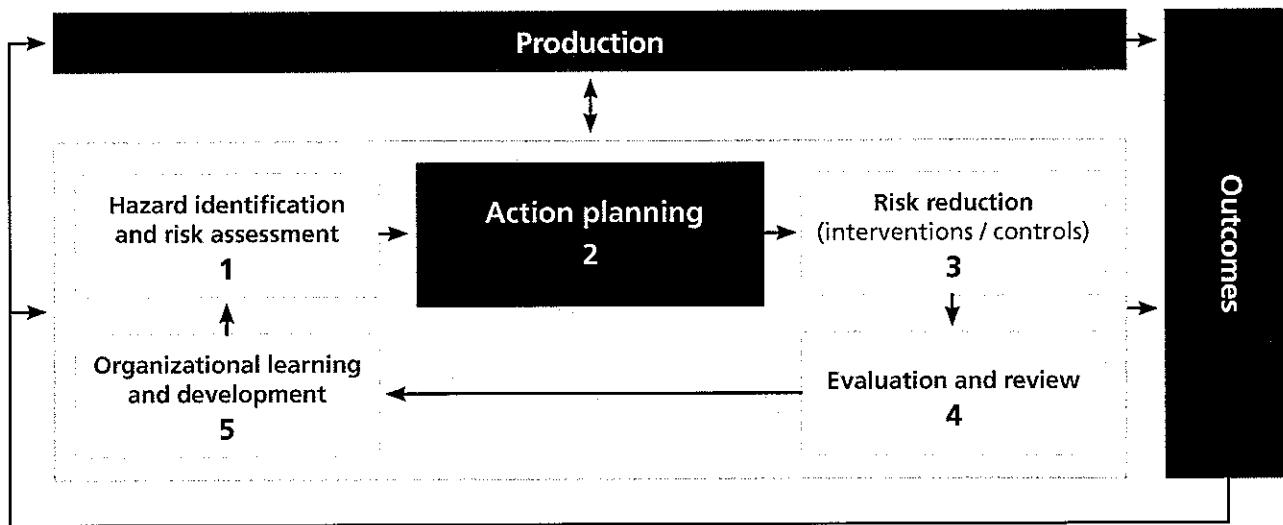 Production
Hazard identification
and risk assessment
1
Action planning
2
Risk reduction
(interventions / controls)
3
Organizational learning
and development
5
Evaluation and review
4
Outcomes